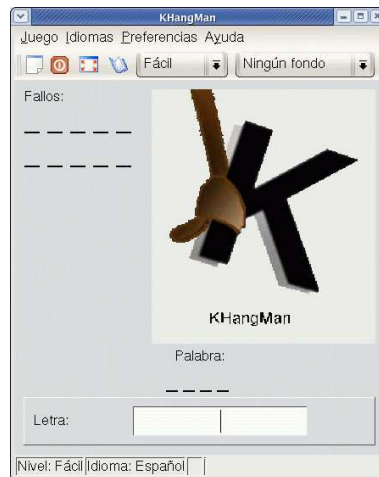 KHangMan
Juego Idiomas Preferencias Ayuda
Fácil Ningún fondo
Fallos:
_ _ _ _ _
_ _ _ _ _
K
KHangMan
Palabra:
_ _ _ _
Letra:
Nivel: Fácil Idioma: Español